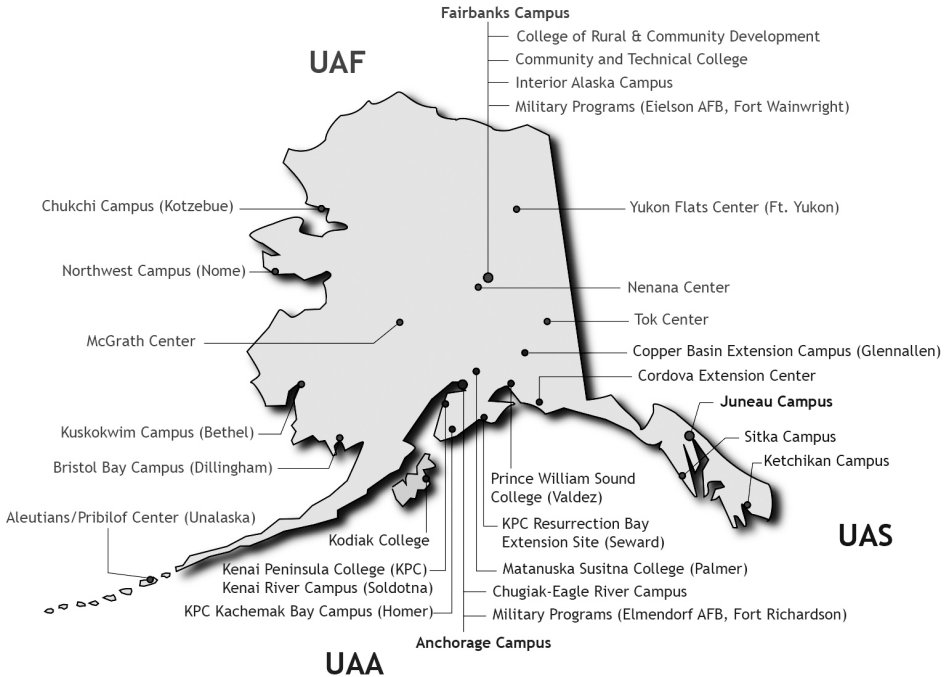 Fairbanks Campus
College of Rural & Community Development
Community and Technical College
Interior Alaska Campus
Military Programs (Eielson AFB, Fort Wainwright)
UAF
Chukchi Campus (Kotzebue)
Yukon Flats Center (Ft. Yukon)
Northwest Campus (Nome)
Nenana Center
Tok Center
McGrath Center
Copper Basin Extension Campus (Glennallen)
Cordova Extension Center
Juneau Campus
Kuskokwim Campus (Bethel)
Sitka Campus
Bristol Bay Campus (Dillingham)
Ketchikan Campus
Prince William Sound
College (Valdez)
Aleutians/Pribilof Center (Unalaska)
KPC Resurrection Bay
Extension Site (Seward)
UAS
Kodiak College
Kenai Peninsula College (KPC)
Kenai River Campus (Soldotna)
Matanuska Susitna College (Palmer)
Chugiak-Eagle River Campus
KPC Kachemak Bay Campus (Homer)
Military Programs (Elmendorf AFB, Fort Richardson)
Anchorage Campus
UAA